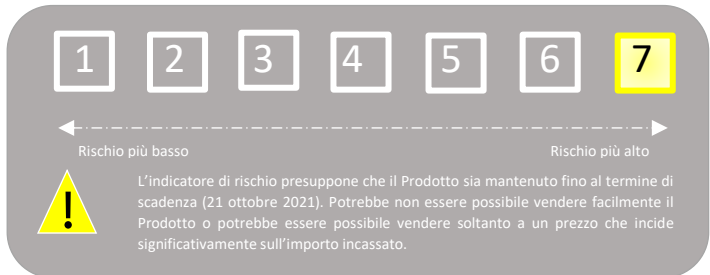 1 2 3 4 5 6 7
Rischio più basso Rischio più alto
!
L'indicatore di rischio presuppone che il Prodotto sia mantenuto fino al termine di
scadenza (21 ottobre 2021). Potrebbe non essere possibile vendere facilmente il
Prodotto o potrebbe essere possibile vendere soltanto a un prezzo che incide
significativamente sull'importo incassato.